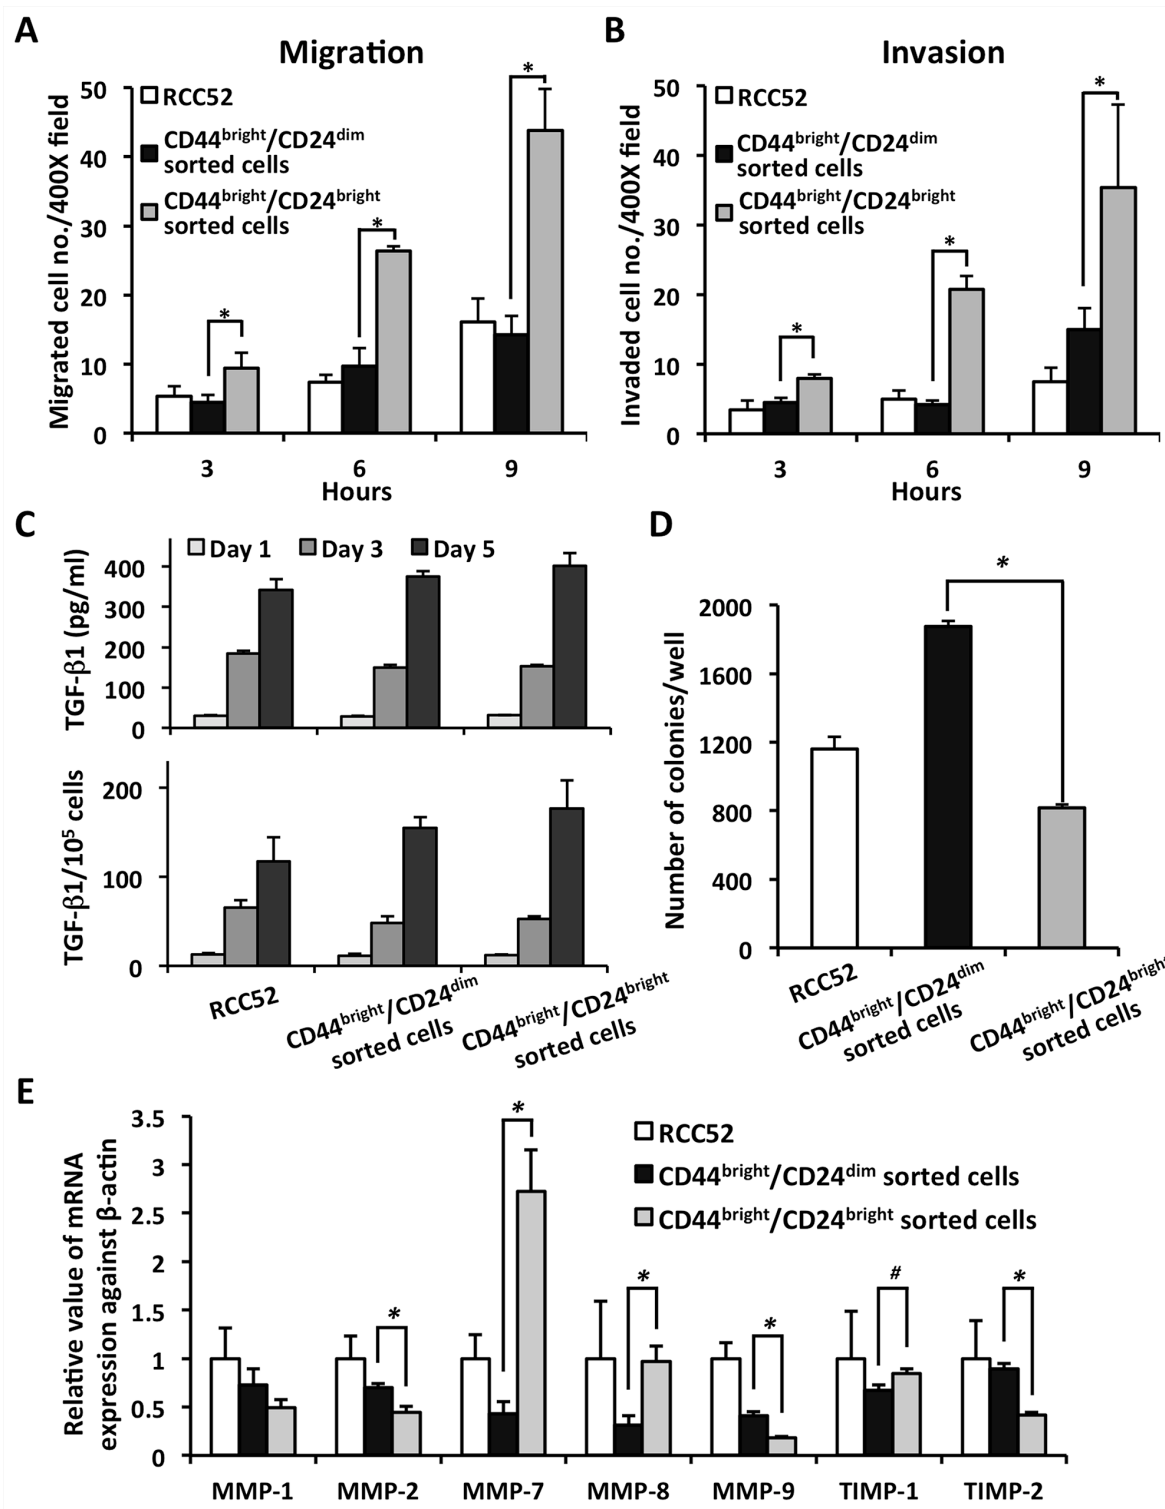 A
Migration
Migrated cell no./400X field
50
40
30
20
10
0
RCC52
CD44bright/CD24dim
sorted cells
CD44bright/CD24bright
sorted cells
*
*
*
3
6
9
Hours
B
Invasion
Invaded cell no./400X field
50
40
30
20
10
0
RCC52
CD44bright/CD24dim
sorted cells
CD44bright/CD24bright
sorted cells
*
*
*
3
6
9
Hours
C
TGF-β1 (pg/ml)
400
300
200
100
0
Day 1
Day 3
Day 5
TGF-β1/10⁵ cells
200
100
0
RCC52
CD44bright/CD24dim
sorted cells
CD44bright/CD24bright
sorted cells
D
Number of colonies/well
2000
1600
1200
800
400
0
*
RCC52
CD44bright/CD24dim
sorted cells
CD44bright/CD24bright
sorted cells
E
Relative value of mRNA
expression against β-actin
3.5
3
2.5
2
1.5
1
0.5
0
RCC52
CD44bright/CD24dim sorted cells
CD44bright/CD24bright sorted cells
*
*
*
*
#
*
MMP-1
MMP-2
MMP-7
MMP-8
MMP-9
TIMP-1
TIMP-2